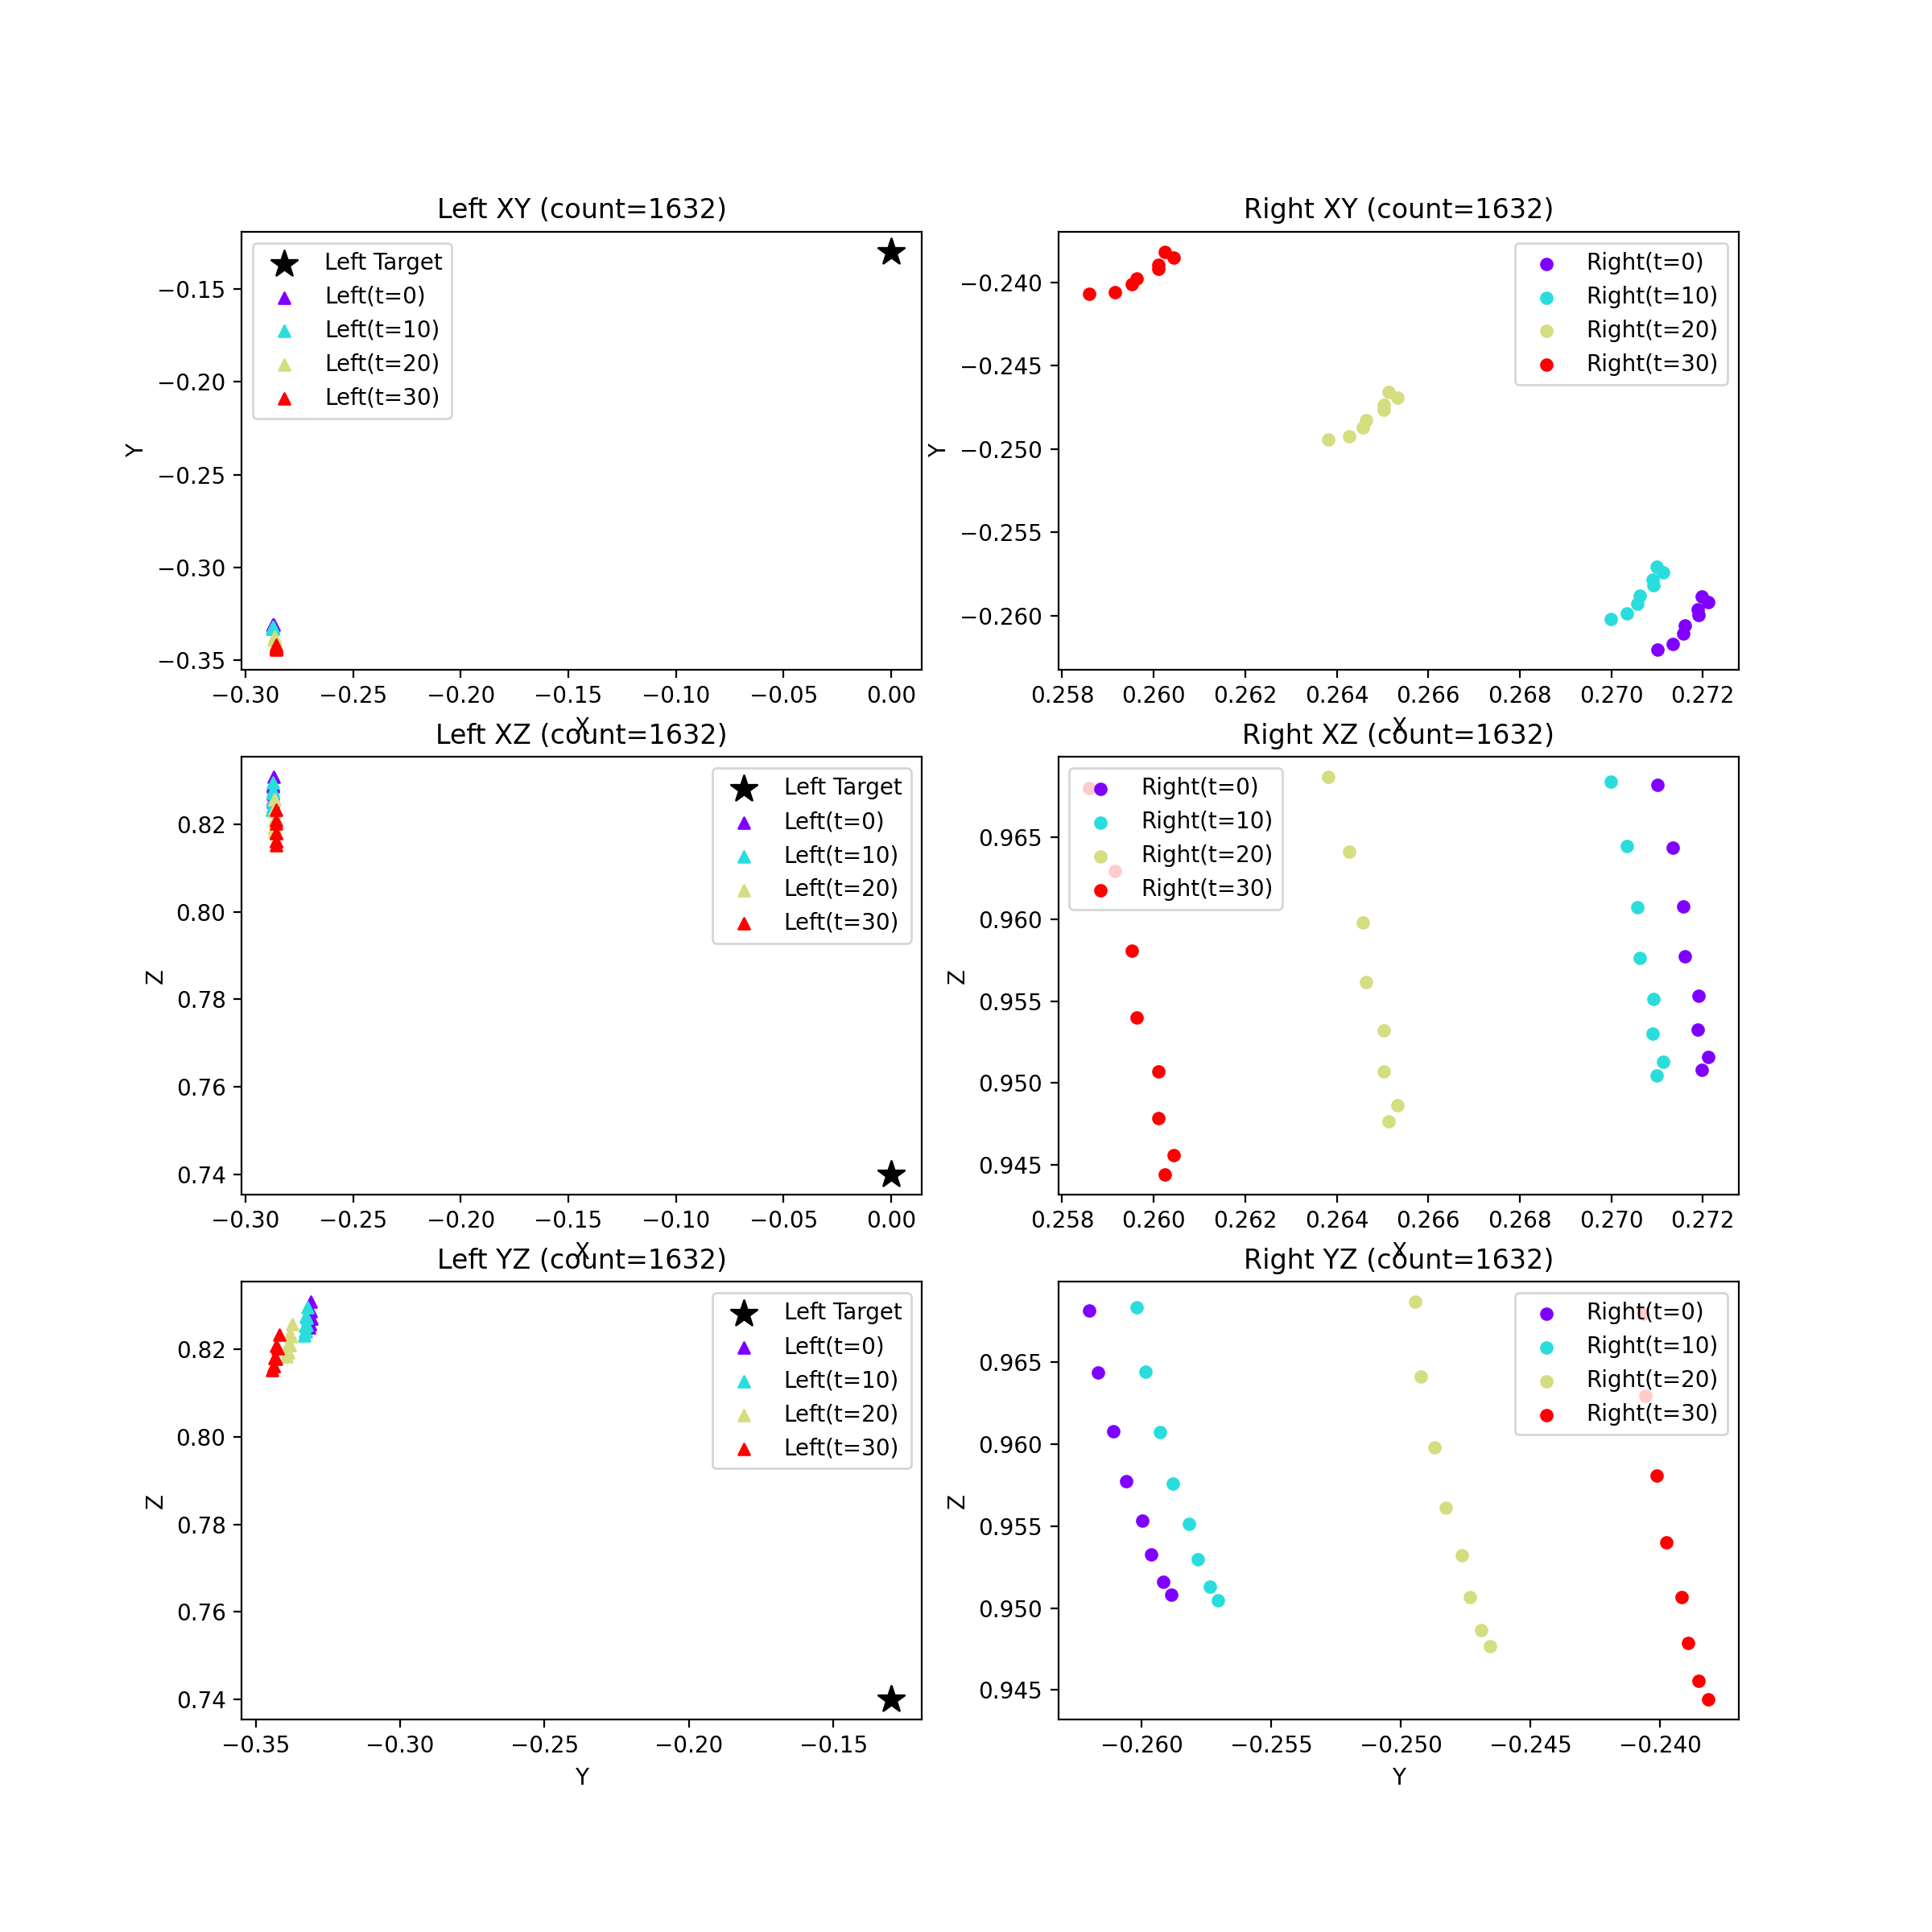 Left XY (count=1632)
Left Target
Left(t=0)
Left(t=10)
Left(t=20)
Left(t=30)
Y
−0.15
−0.20
−0.25
−0.30
−0.35
−0.30 −0.25 −0.20 −0.15 −0.10 −0.05 0.00
X
Right XY (count=1632)
Right(t=0)
Right(t=10)
Right(t=20)
Right(t=30)
Y
−0.240
−0.245
−0.250
−0.255
−0.260
0.258 0.260 0.262 0.264 0.266 0.268 0.270 0.272
X
Left XZ (count=1632)
Left Target
Left(t=0)
Left(t=10)
Left(t=20)
Left(t=30)
Z
0.82
0.80
0.78
0.76
0.74
−0.30 −0.25 −0.20 −0.15 −0.10 −0.05 0.00
X
Right XZ (count=1632)
Right(t=0)
Right(t=10)
Right(t=20)
Right(t=30)
Z
0.965
0.960
0.955
0.950
0.945
0.258 0.260 0.262 0.264 0.266 0.268 0.270 0.272
X
Left YZ (count=1632)
Left Target
Left(t=0)
Left(t=10)
Left(t=20)
Left(t=30)
Z
0.82
0.80
0.78
0.76
0.74
−0.35 −0.30 −0.25 −0.20 −0.15
Y
Right YZ (count=1632)
Right(t=0)
Right(t=10)
Right(t=20)
Right(t=30)
Z
0.965
0.960
0.955
0.950
0.945
−0.260 −0.255 −0.250 −0.245 −0.240
Y